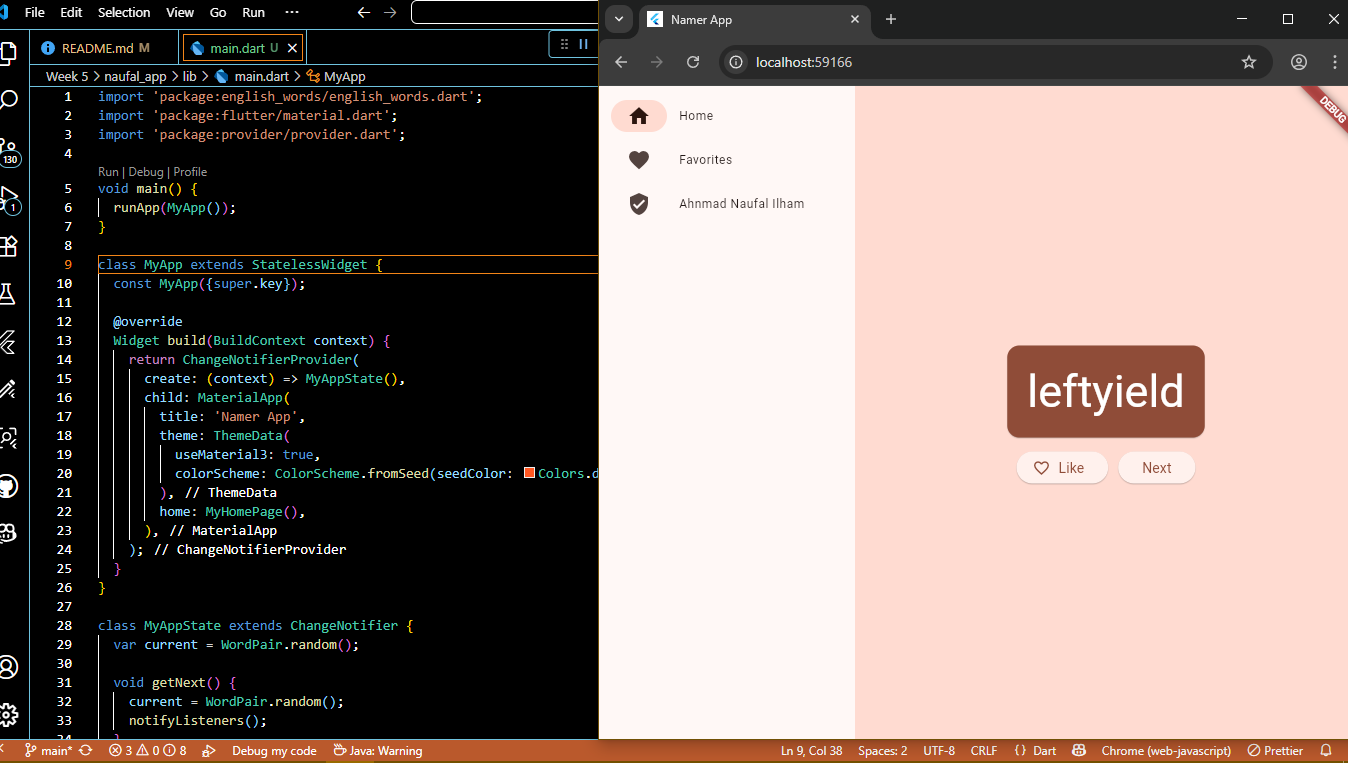 File Edit Selection View Go Run ···
README.md M
main.dart U
Week 5 > naufal_app > lib > main.dart > MyApp
1 import 'package:english_words/english_words.dart';
2 import 'package:flutter/material.dart';
3 import 'package:provider/provider.dart';
4
Run | Debug | Profile
5 void main() {
6 runApp(MyApp());
7 }
8
9 class MyApp extends StatelessWidget {
10 const MyApp({super.key});
11
12 @override
13 Widget build(BuildContext context) {
14 return ChangeNotifierProvider(
15 create: (context) => MyAppState(),
16 child: MaterialApp(
17 title: 'Namer App',
18 theme: ThemeData(
19 useMaterial3: true,
20 colorScheme: ColorScheme.fromSeed(seedColor: Colors.d
21 ), // ThemeData
22 home: MyHomePage(),
23 ), // MaterialApp
24 ); // ChangeNotifierProvider
25 }
26 }
27
28 class MyAppState extends ChangeNotifier {
29 var current = WordPair.random();
30
31 void getNext() {
32 current = WordPair.random();
33 notifyListeners();
34 }
130
1
Namer App
localhost:59166
DEBUG
Home
Favorites
Ahnmad Naufal Ilham
leftyield
Like
Next
main* 3 0 8 Debug my code Java: Warning
Ln 9, Col 38 Spaces: 2 UTF-8 CRLF {} Dart Chrome (web-javascript) Prettier